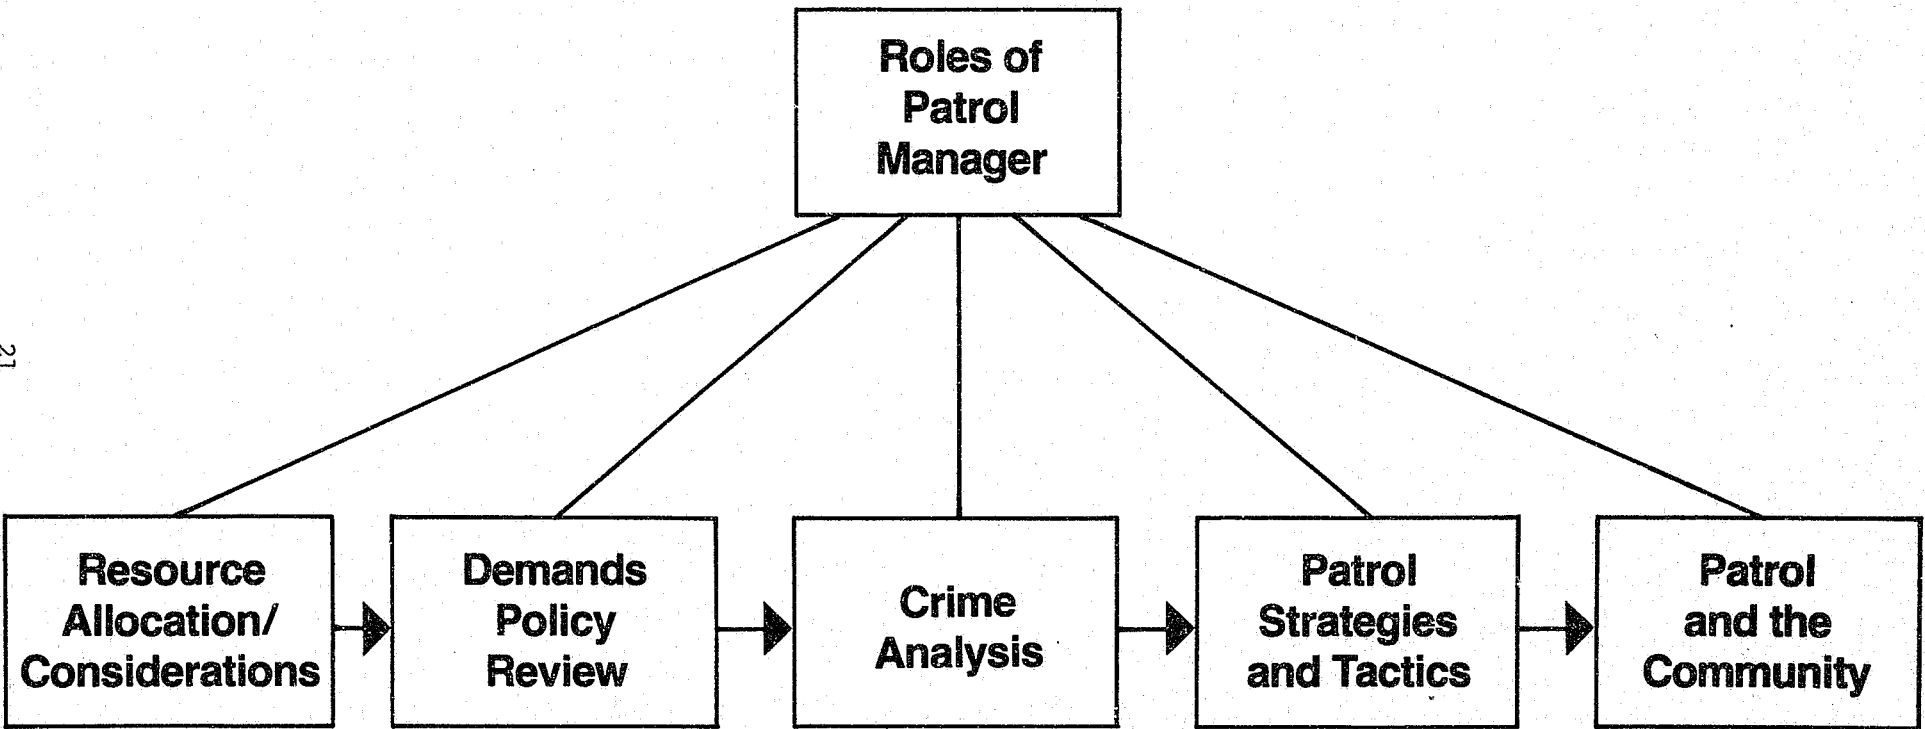 Roles of
Patrol
Manager
21
Resource
Allocation/
Considerations
Demands
Policy
Review
Crime
Analysis
Patrol
Strategies
and Tactics
Patrol
and the
Community